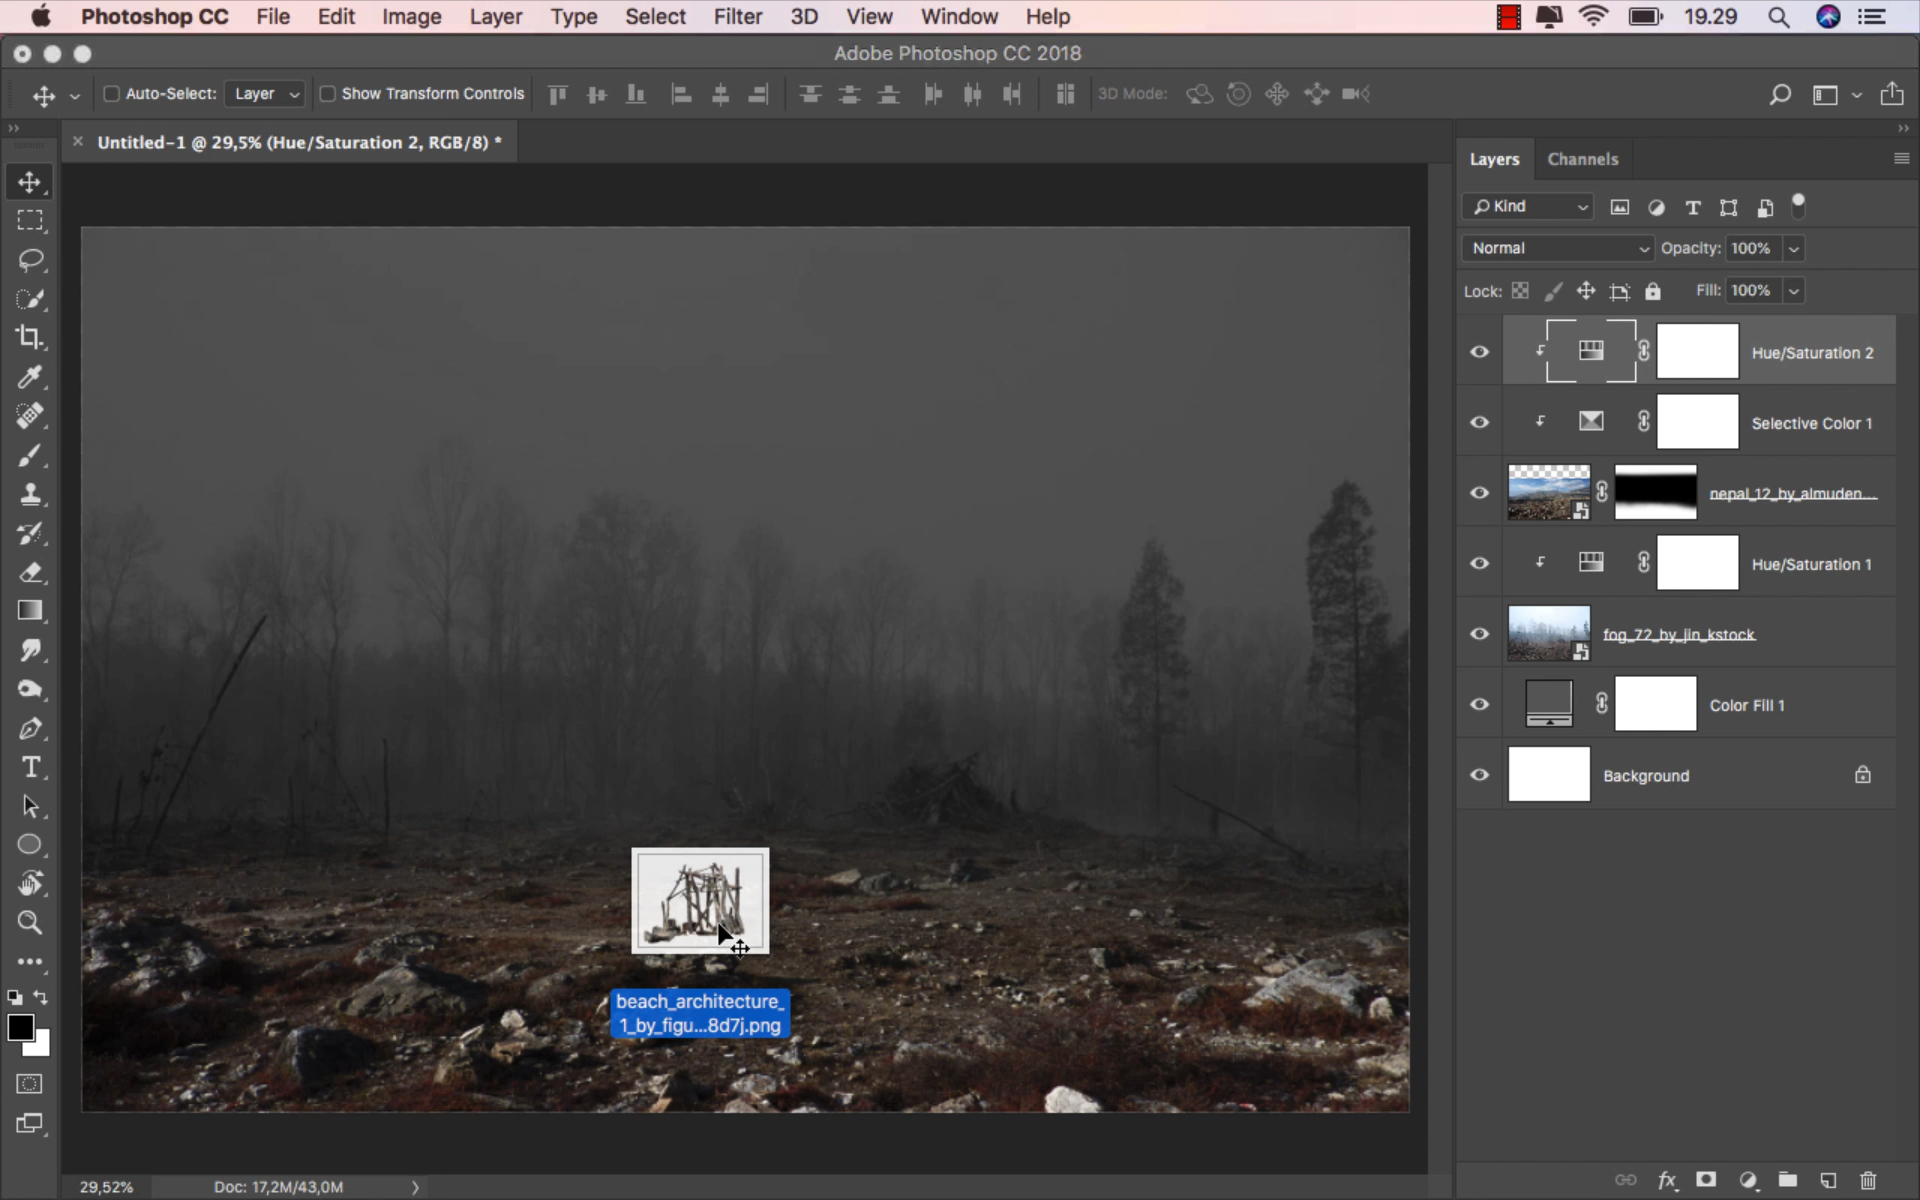 Photoshop CC File Edit Image Layer Type Select Filter 3D View Window Help 19.29
Adobe Photoshop CC 2018
Auto-Select: Layer Show Transform Controls 3D Mode:
Untitled-1 @ 29,5% (Hue/Saturation 2, RGB/8) *
Layers Channels
Kind
Normal Opacity: 100%
Lock: Fill: 100%
Hue/Saturation 2
Selective Color 1
nepal_12_by_almuden...
Hue/Saturation 1
fog_72_by_jin_kstock
Color Fill 1
Background
beach_architecture_
1_by_figu...8d7j.png
29,52% Doc: 17,2M/43,0M